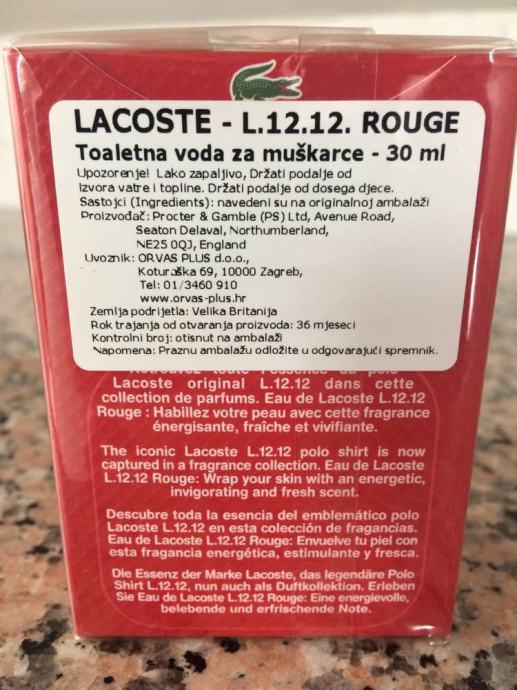 LACOSTE - L.12.12. ROUGE
Toaletna voda za muškarce - 30 ml
Upozorenje! Lako zapaljivo, Držati podalje od
izvora vatre i topline. Držati podalje od dosega djece.
Sastojci (Ingredients): navedeni su na originalnoj ambalaži
Proizvođač: Procter & Gamble (PS) Ltd, Avenue Road,
Seaton Delaval, Northumberland,
NE25 0QJ, England
Uvoznik: ORVAS PLUS d.o.o.,
Koturaška 69, 10000 Zagreb,
Tel: 01/3460 910
www.orvas-plus.hr
Zemlja podrijetla: Velika Britanija
Rok trajanja od otvaranja proizvoda: 36 mjeseci
Kontrolni broj: otisnut na ambalaži
Napomena: Praznu ambalažu odložite u odgovarajući spremnik.
Retrouvez toute l'essence du polo
Lacoste original L.12.12 dans cette
collection de parfums. Eau de Lacoste L.12.12
Rouge : Habillez votre peau avec cette fragrance
énergisante, fraîche et vivifiante.
The iconic Lacoste L.12.12 polo shirt is now
captured in a fragrance collection. Eau de Lacoste
L.12.12 Rouge: Wrap your skin with an energetic,
invigorating and fresh scent.
Descubre toda la esencia del emblemático polo
Lacoste L.12.12 en esta colección de fragancias.
Eau de Lacoste L.12.12 Rouge: Envuelve tu piel con
esta fragancia energética, estimulante y fresca.
Die Essenz der Marke Lacoste, das legendäre Polo
Shirt L.12.12, nun auch als Duftkollektion. Erleben
Sie Eau de Lacoste L.12.12 Rouge: Eine energievolle,
belebende und erfrischende Note.